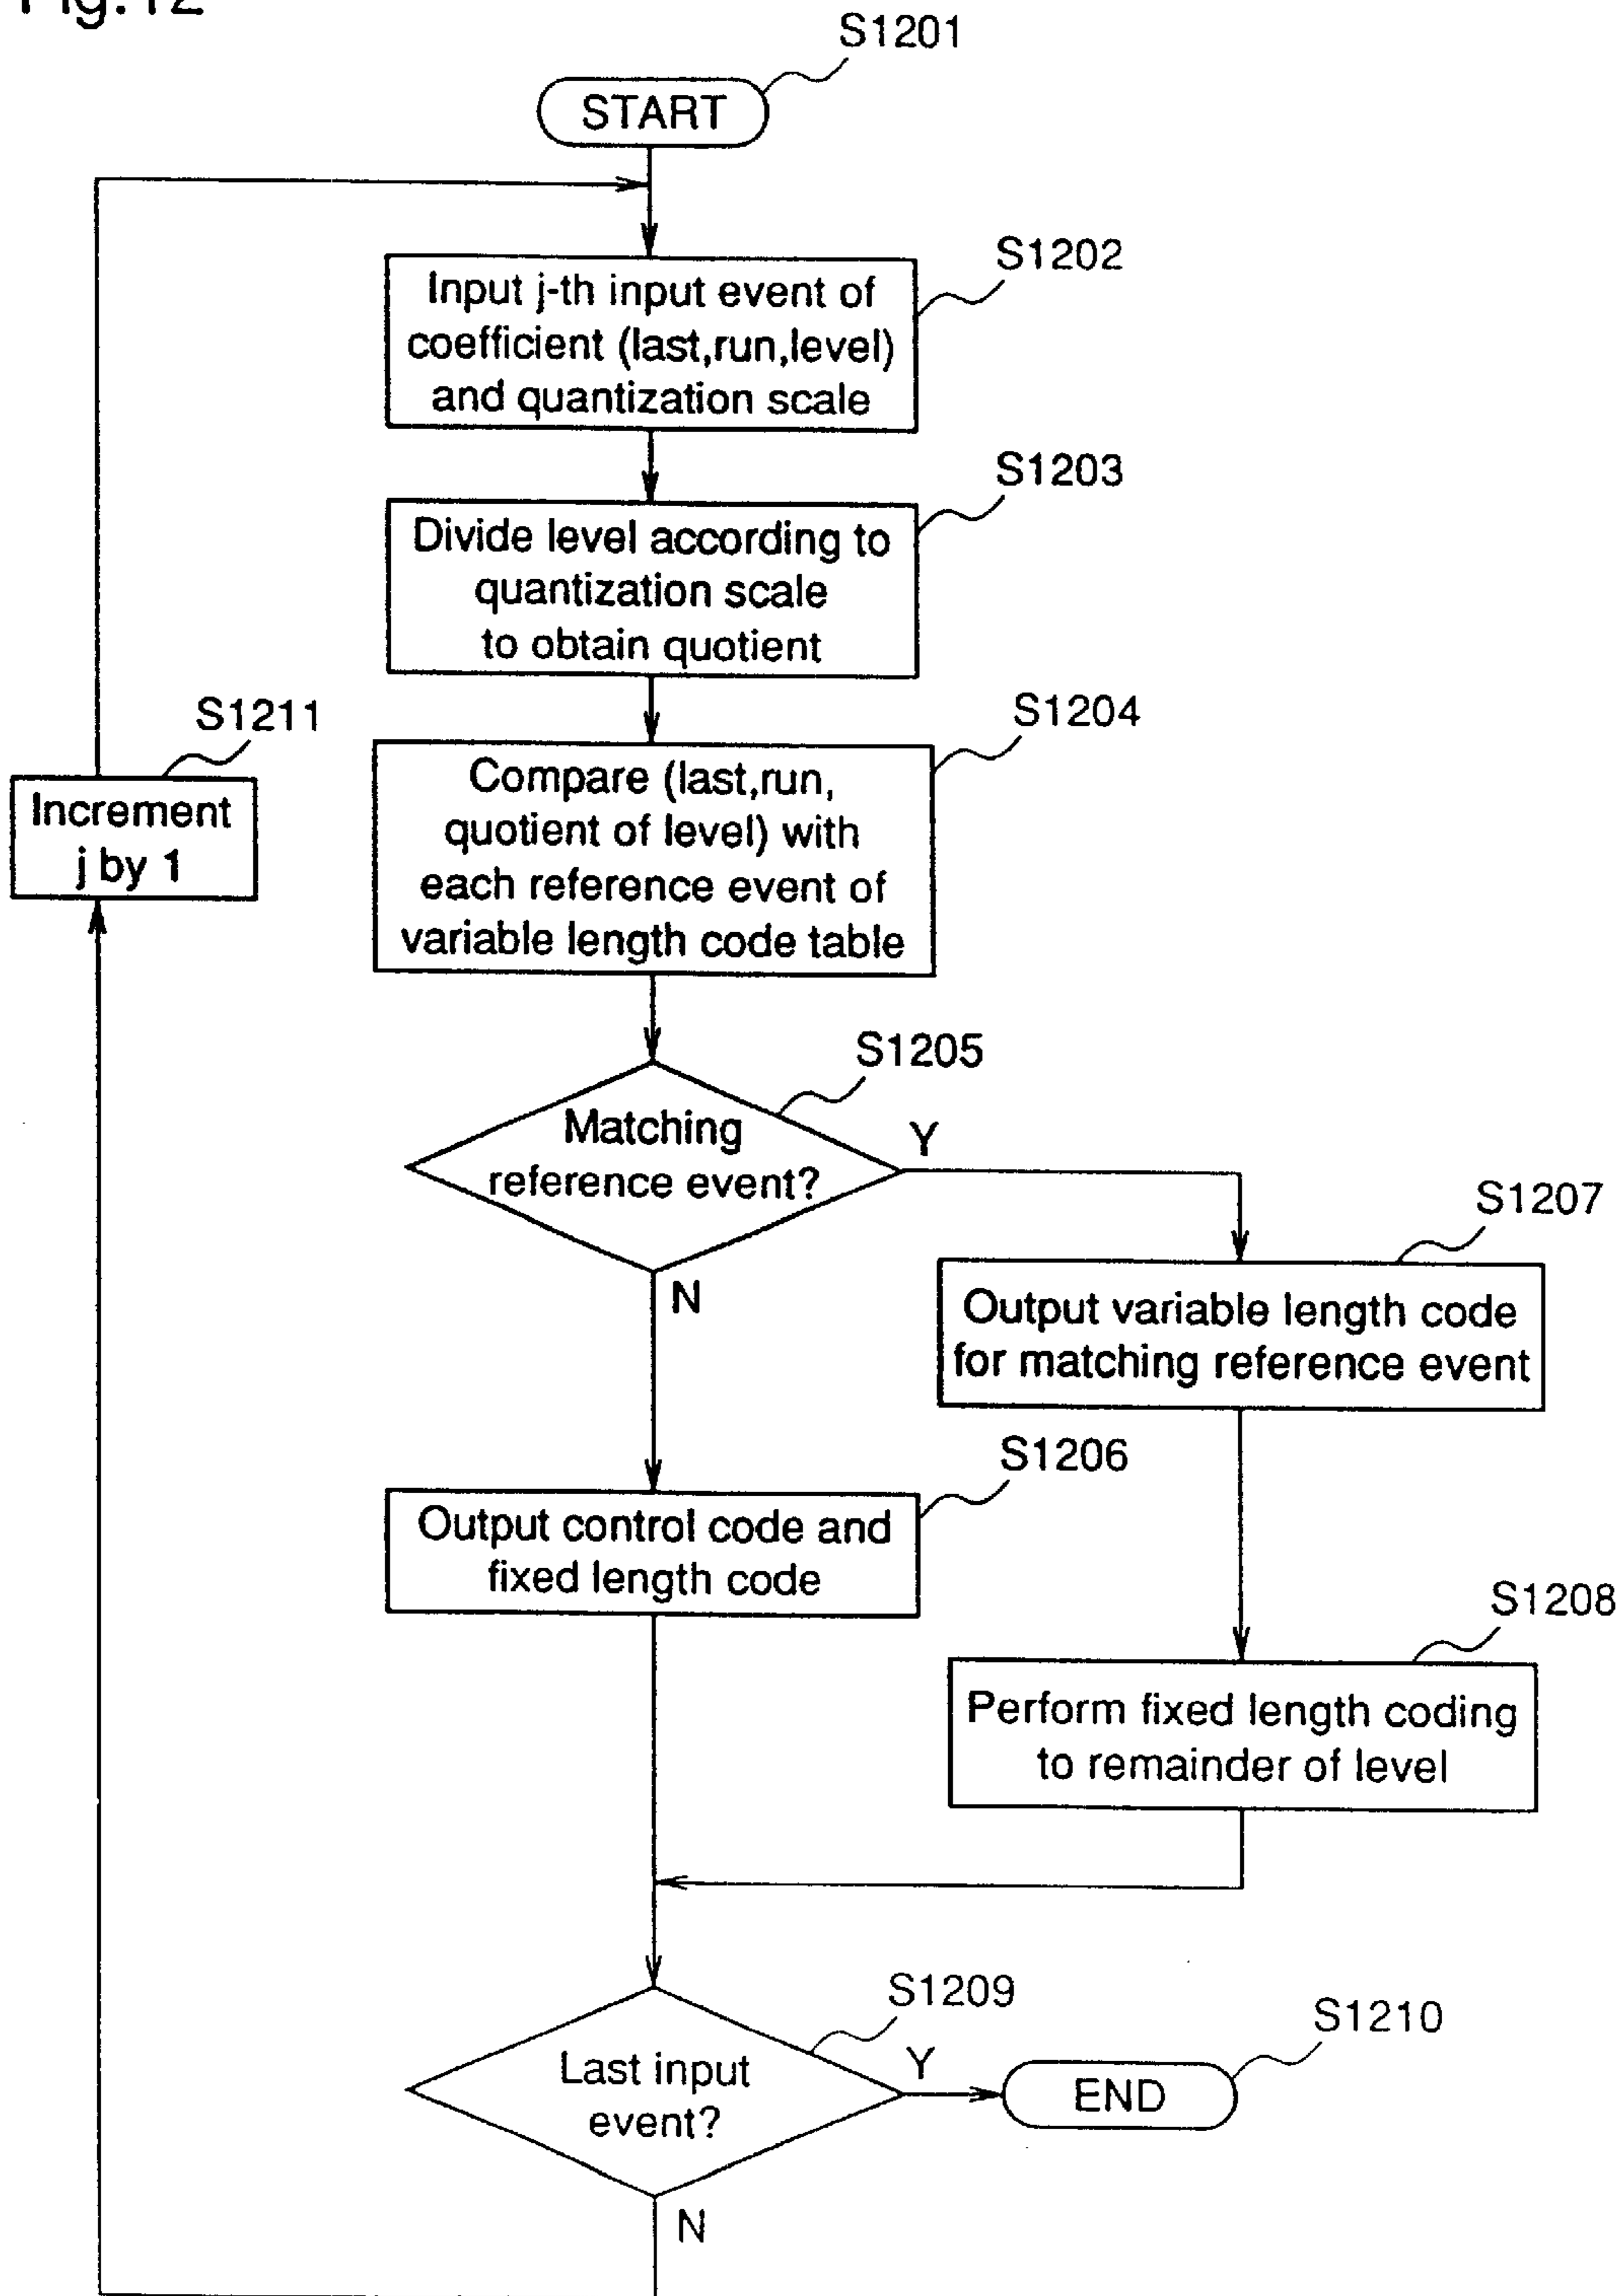 Fig.12
S1201
START
S1202
Input j-th input event of
coefficient (last,run,level)
and quantization scale
S1203
Divide level according to
quantization scale
to obtain quotient
S1211
Increment
j by 1
S1204
Compare (last,run,
quotient of level) with
each reference event of
variable length code table
S1205
Matching
reference event?
Y
N
S1207
Output variable length code
for matching reference event
S1206
Output control code and
fixed length code
S1208
Perform fixed length coding
to remainder of level
S1209
Last input
event?
Y
S1210
END
N